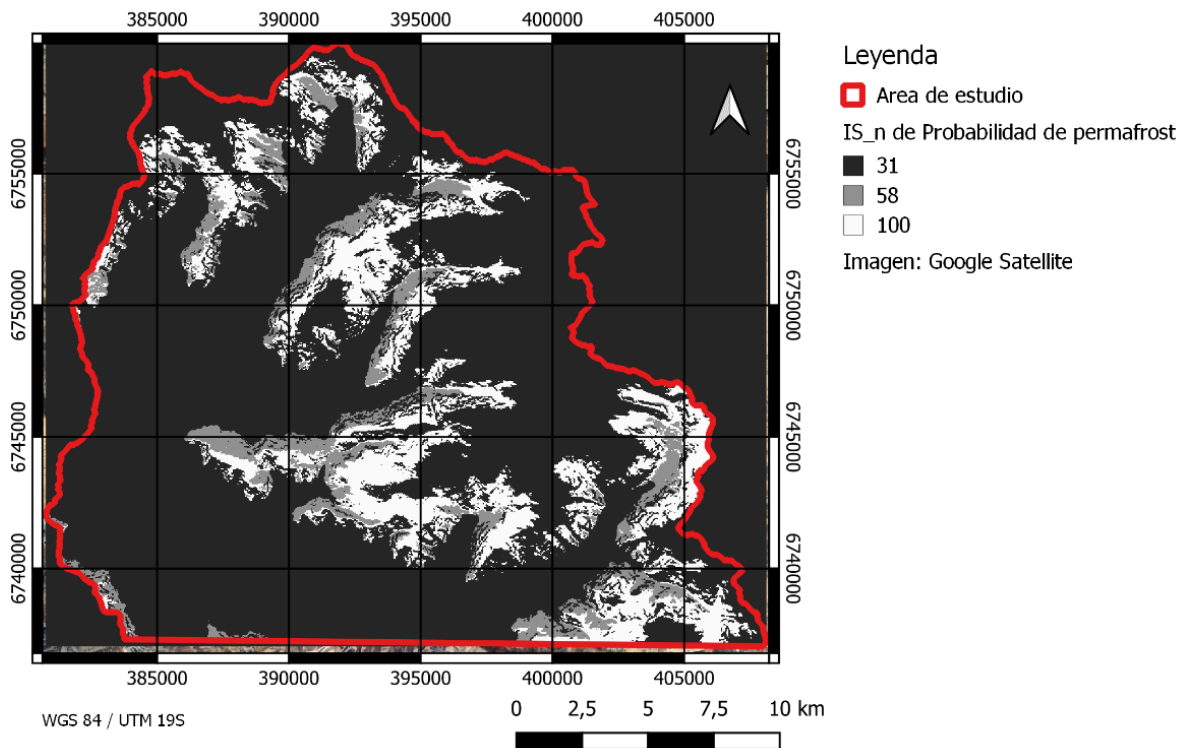 385000 390000 395000 400000 405000
6755000
6750000
6745000
6740000
6755000
6750000
6745000
6740000
385000 390000 395000 400000 405000
WGS 84 / UTM 19S
0 2,5 5 7,5 10 km
Leyenda
Area de estudio
IS_n de Probabilidad de permafrost
31
58
100
Imagen: Google Satellite